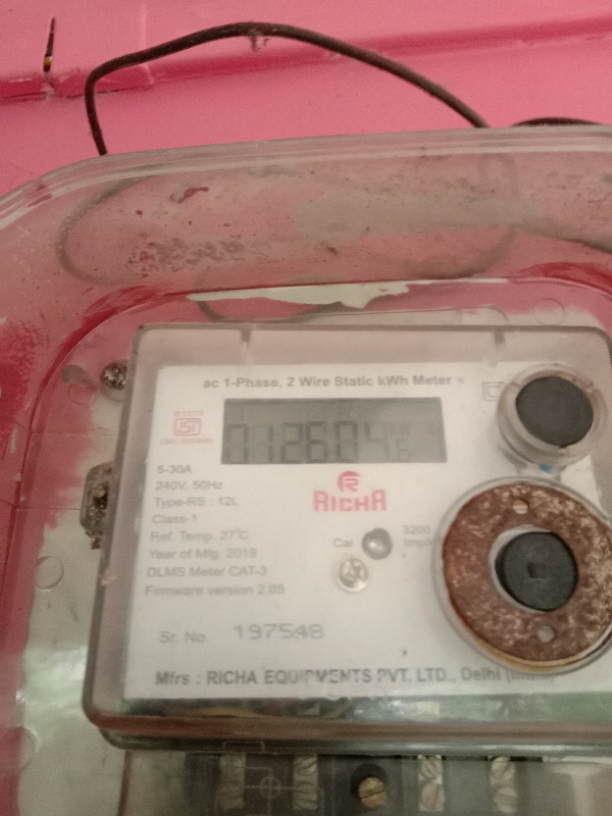 ac 1-Phase, 2 Wire Static kWh Meter
ISI
5-30A
240V, 50Hz
Type-RS : 12L
Class-1
Ref. Temp. 27°C
Year of Mfg. 2019
DLMS Meter CAT-3
Firmware version 2.05
RICHA
Cal
3200
Sr. No. 197548
Mfrs : RICHA EQUIPMENTS PVT. LTD., Delhi (India)